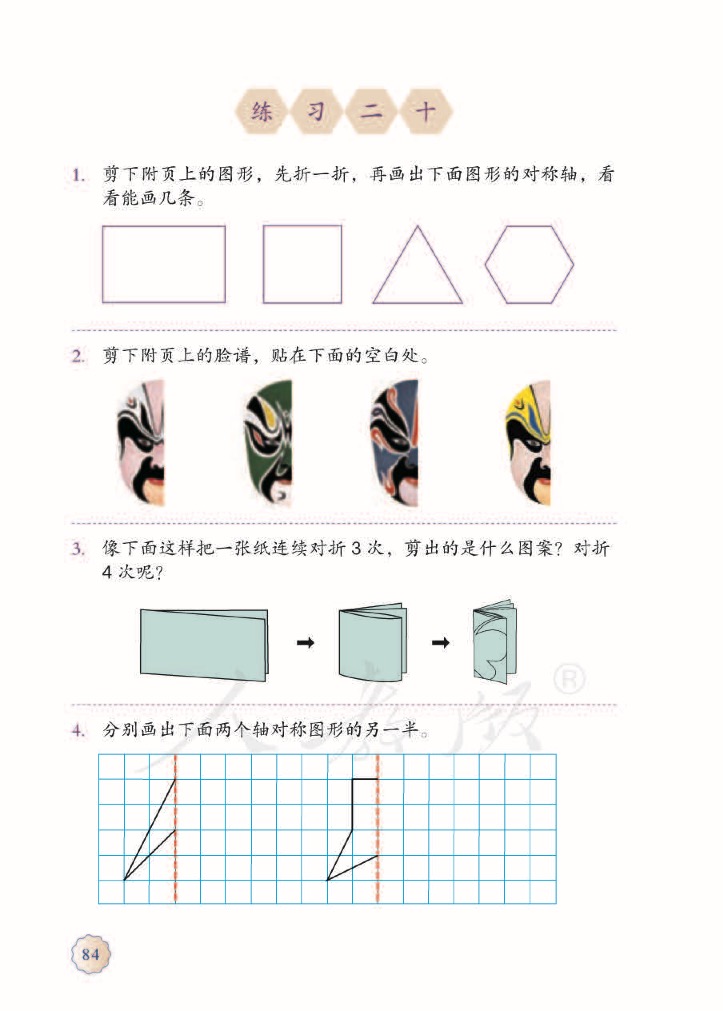 练习二十
1. 剪下附页上的图形，先折一折，再画出下面图形的对称轴，看
看能画几条。
2. 剪下附页上的脸谱，贴在下面的空白处。
3. 像下面这样把一张纸连续对折 3 次，剪出的是什么图案？对折
4 次呢？
人教版®
4. 分别画出下面两个轴对称图形的另一半。
84